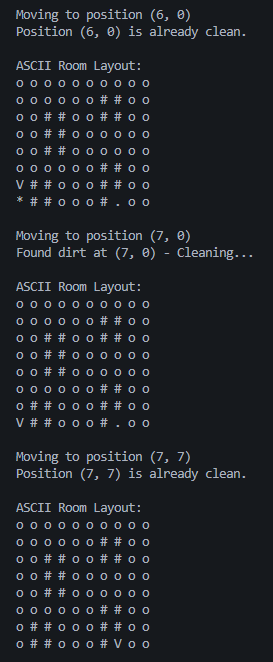 Moving to position (6, 0)
Position (6, 0) is already clean.
ASCII Room Layout:
o o o o o o o o o o
o o o o o o # # o o
o o # # o o # # o o
o o # # o o o o o o
o o # # o o o o o o
o o o o o o # # o o
V # # o o o # # o o
* # # o o o # . o o
Moving to position (7, 0)
Found dirt at (7, 0) - Cleaning...
ASCII Room Layout:
o o o o o o o o o o
o o o o o o # # o o
o o # # o o # # o o
o o # # o o o o o o
o o # # o o o o o o
o o o o o o # # o o
o # # o o o # # o o
V # # o o o # . o o
Moving to position (7, 7)
Position (7, 7) is already clean.
ASCII Room Layout:
o o o o o o o o o o
o o o o o o # # o o
o o # # o o # # o o
o o # # o o o o o o
o o # # o o o o o o
o o o o o o # # o o
o # # o o o # # o o
o # # o o o # V o o